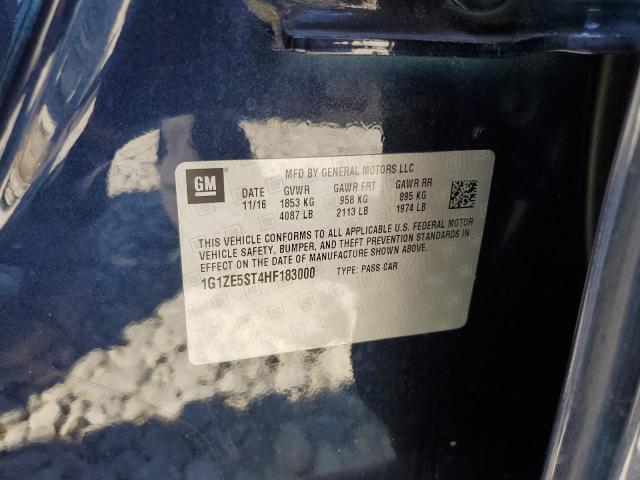 GM
MFD BY GENERAL MOTORS LLC
DATE GVWR GAWR FRT GAWR RR
11/16 1853 KG 958 KG 895 KG
4087 LB 2113 LB 1974 LB
THIS VEHICLE CONFORMS TO ALL APPLICABLE U.S. FEDERAL MOTOR
VEHICLE SAFETY, BUMPER, AND THEFT PREVENTION STANDARDS IN
EFFECT ON THE DATE OF MANUFACTURE SHOWN ABOVE.
1G1ZE5ST4HF183000 TYPE: PASS CAR